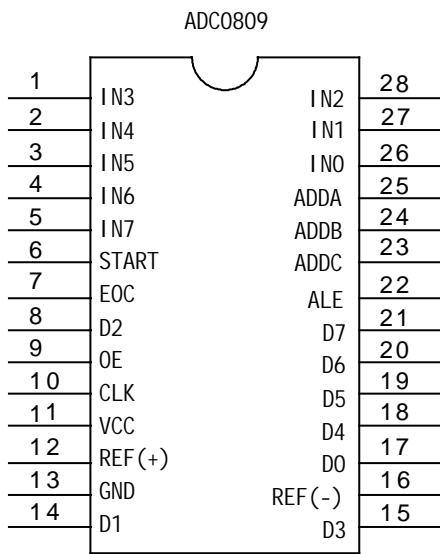 ADC0809
1 IN3 IN2 28
2 IN4 IN1 27
3 IN5 IN0 26
4 IN6 ADDA 25
5 IN7 ADDB 24
6 START ADDC 23
7 EOC ALE 22
8 D2 D7 21
9 OE D6 20
10 CLK D5 19
11 VCC D4 18
12 REF(+) D0 17
13 GND REF(-) 16
14 D1 D3 15